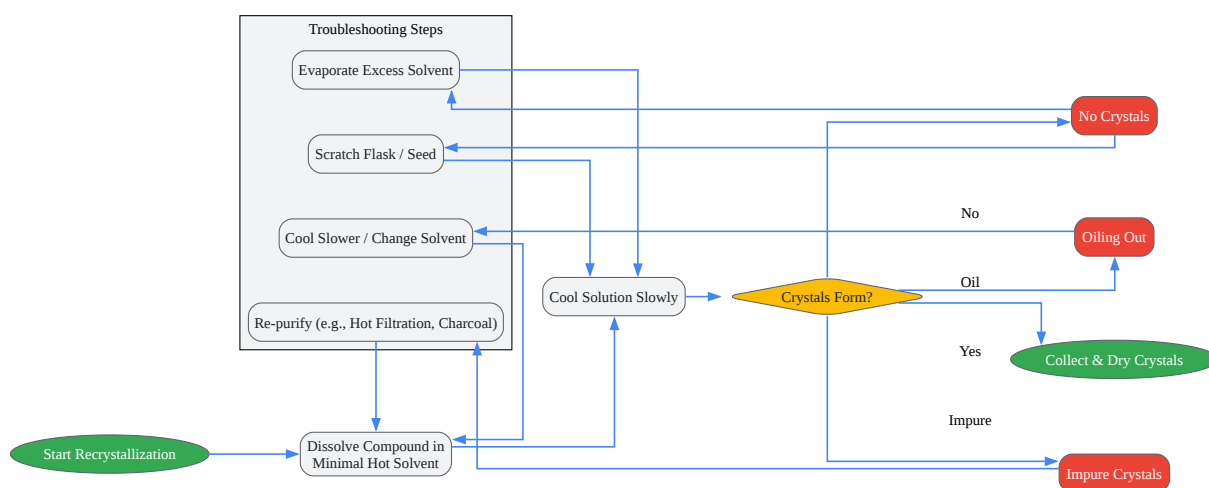 Troubleshooting Steps
Evaporate Excess Solvent
No Crystals
Scratch Flask / Seed
No
Cool Slower / Change Solvent
Oiling Out
Oil
Cool Solution Slowly
Crystals Form?
Re-purify (e.g., Hot Filtration, Charcoal)
Yes
Collect & Dry Crystals
Impure
Start Recrystallization
Dissolve Compound in
Minimal Hot Solvent
Impure Crystals